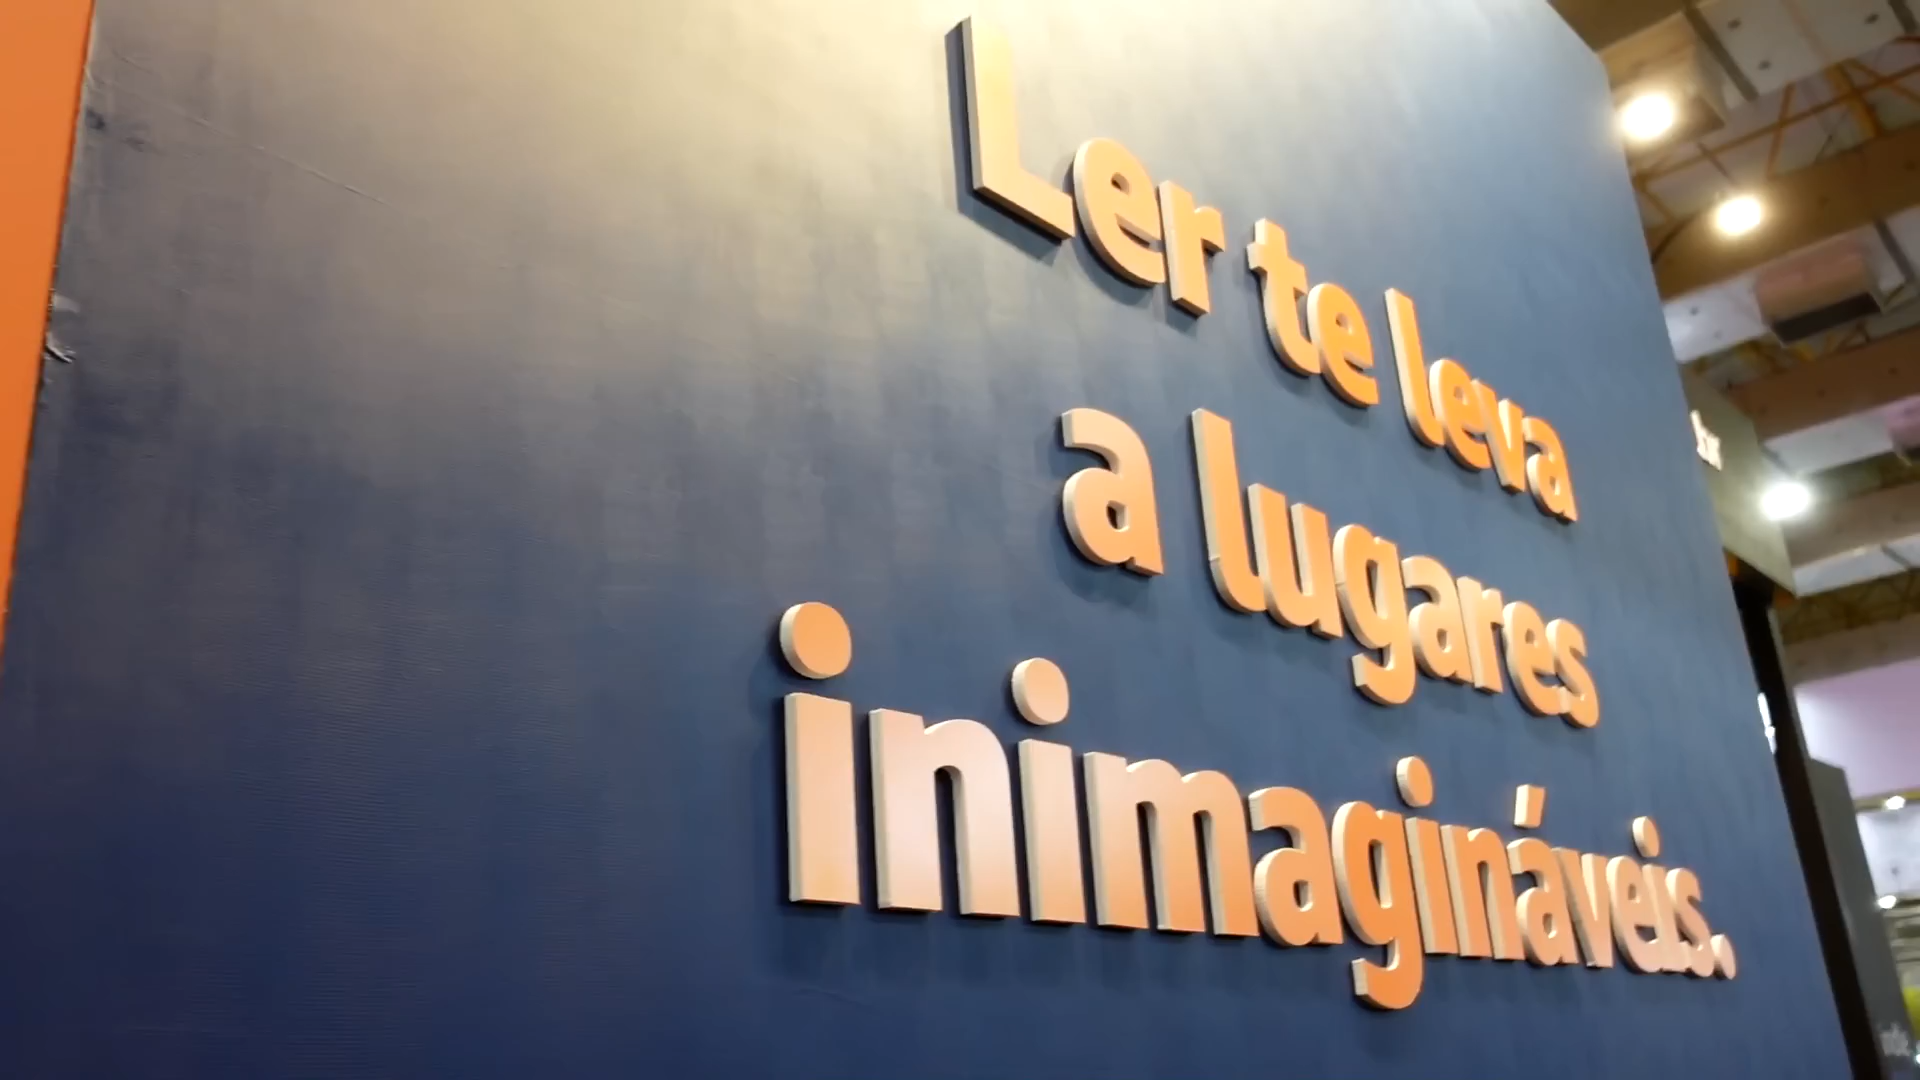 Ler te leva
a lugares
inimagináveis.